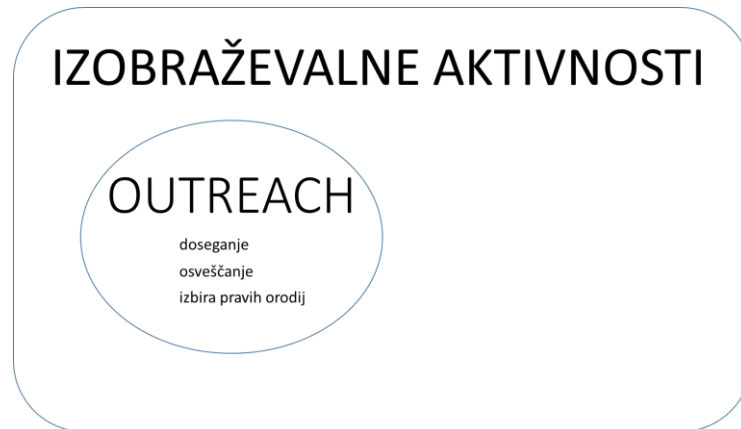 IZOBRAŽEVALNE AKTIVNOSTI
OUTREACH
doseganje
osveščanje
izbira pravih orodij